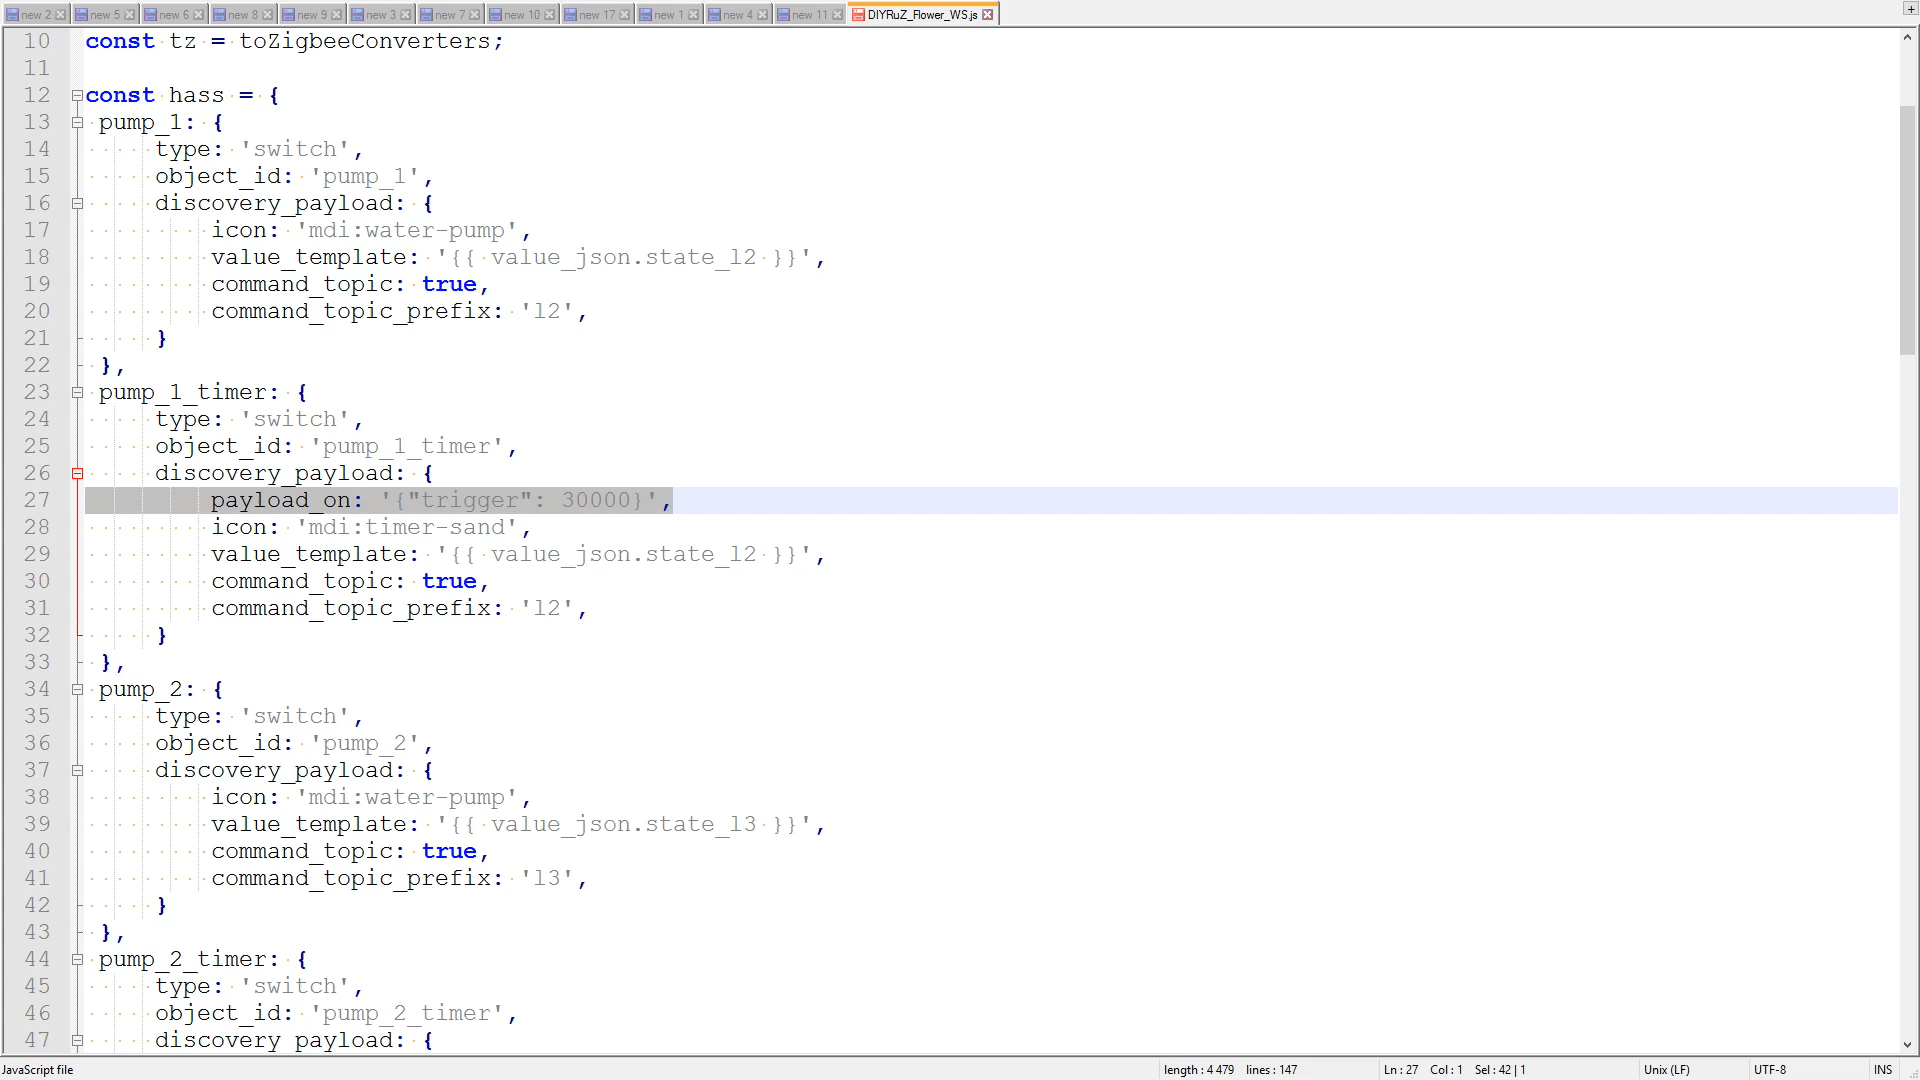 new 2 new 5 new 6 new 8 new 9 new 3 new 7 new 10 new 17 new 1 new 4 new 11 DIYRuZ_Flower_WS.js
10 const tz = toZigbeeConverters;
11
12 const hass = {
13 pump_1: {
14 type: 'switch',
15 object_id: 'pump_1',
16 discovery_payload: {
17 icon: 'mdi:water-pump',
18 value_template: '{{ value_json.state_l2 }}',
19 command_topic: true,
20 command_topic_prefix: 'l2',
21 }
22 },
23 pump_1_timer: {
24 type: 'switch',
25 object_id: 'pump_1_timer',
26 discovery_payload: {
27 payload_on: '{"trigger": 30000}',
28 icon: 'mdi:timer-sand',
29 value_template: '{{ value_json.state_l2 }}',
30 command_topic: true,
31 command_topic_prefix: 'l2',
32 }
33 },
34 pump_2: {
35 type: 'switch',
36 object_id: 'pump_2',
37 discovery_payload: {
38 icon: 'mdi:water-pump',
39 value_template: '{{ value_json.state_l3 }}',
40 command_topic: true,
41 command_topic_prefix: 'l3',
42 }
43 },
44 pump_2_timer: {
45 type: 'switch',
46 object_id: 'pump_2_timer',
47 discovery_payload: {
JavaScript file length : 4 479 lines : 147 Ln : 27 Col : 1 Sel : 42 | 1 Unix (LF) UTF-8 INS